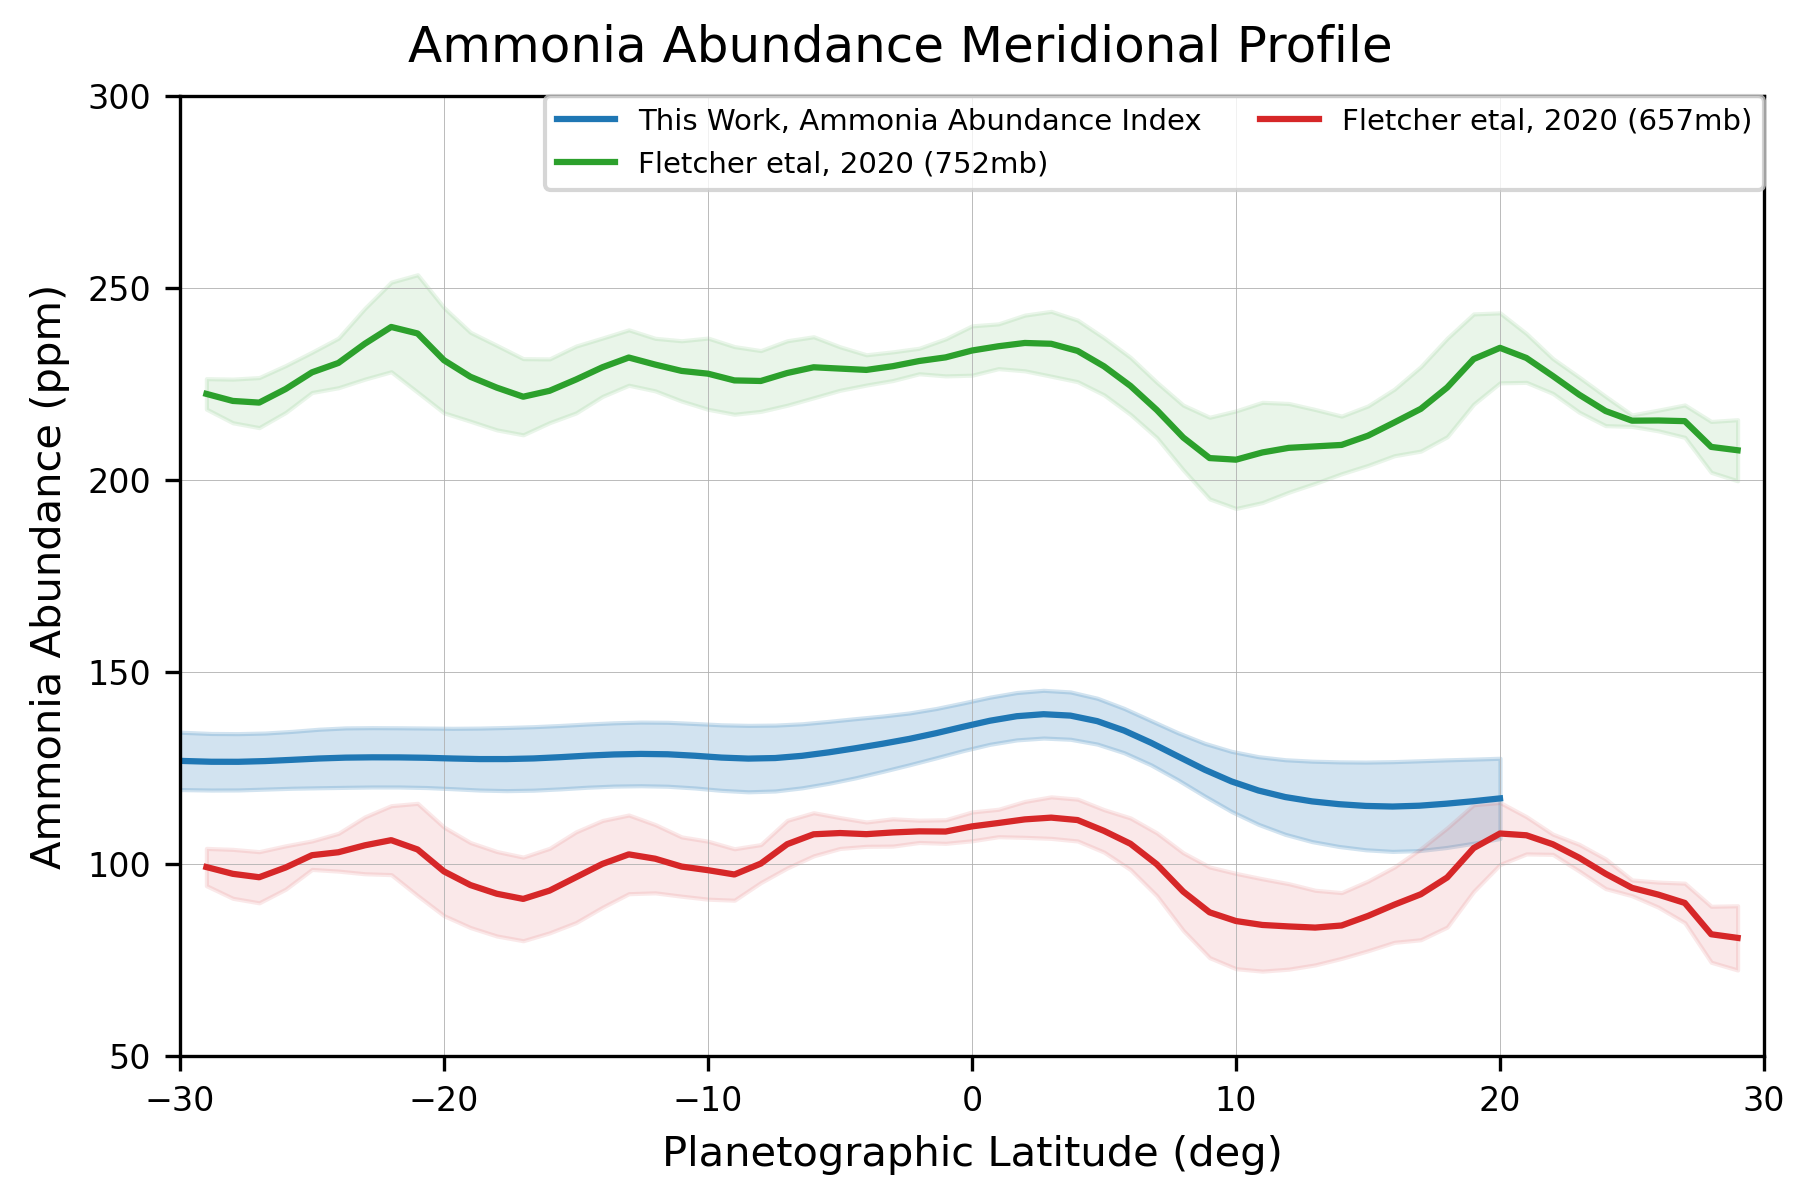 Ammonia Abundance Meridional Profile
This Work, Ammonia Abundance Index
Fletcher etal, 2020 (752mb)
Fletcher etal, 2020 (657mb)
Ammonia Abundance (ppm)
300
250
200
150
100
50
−30
−20
−10
0
10
20
30
Planetographic Latitude (deg)